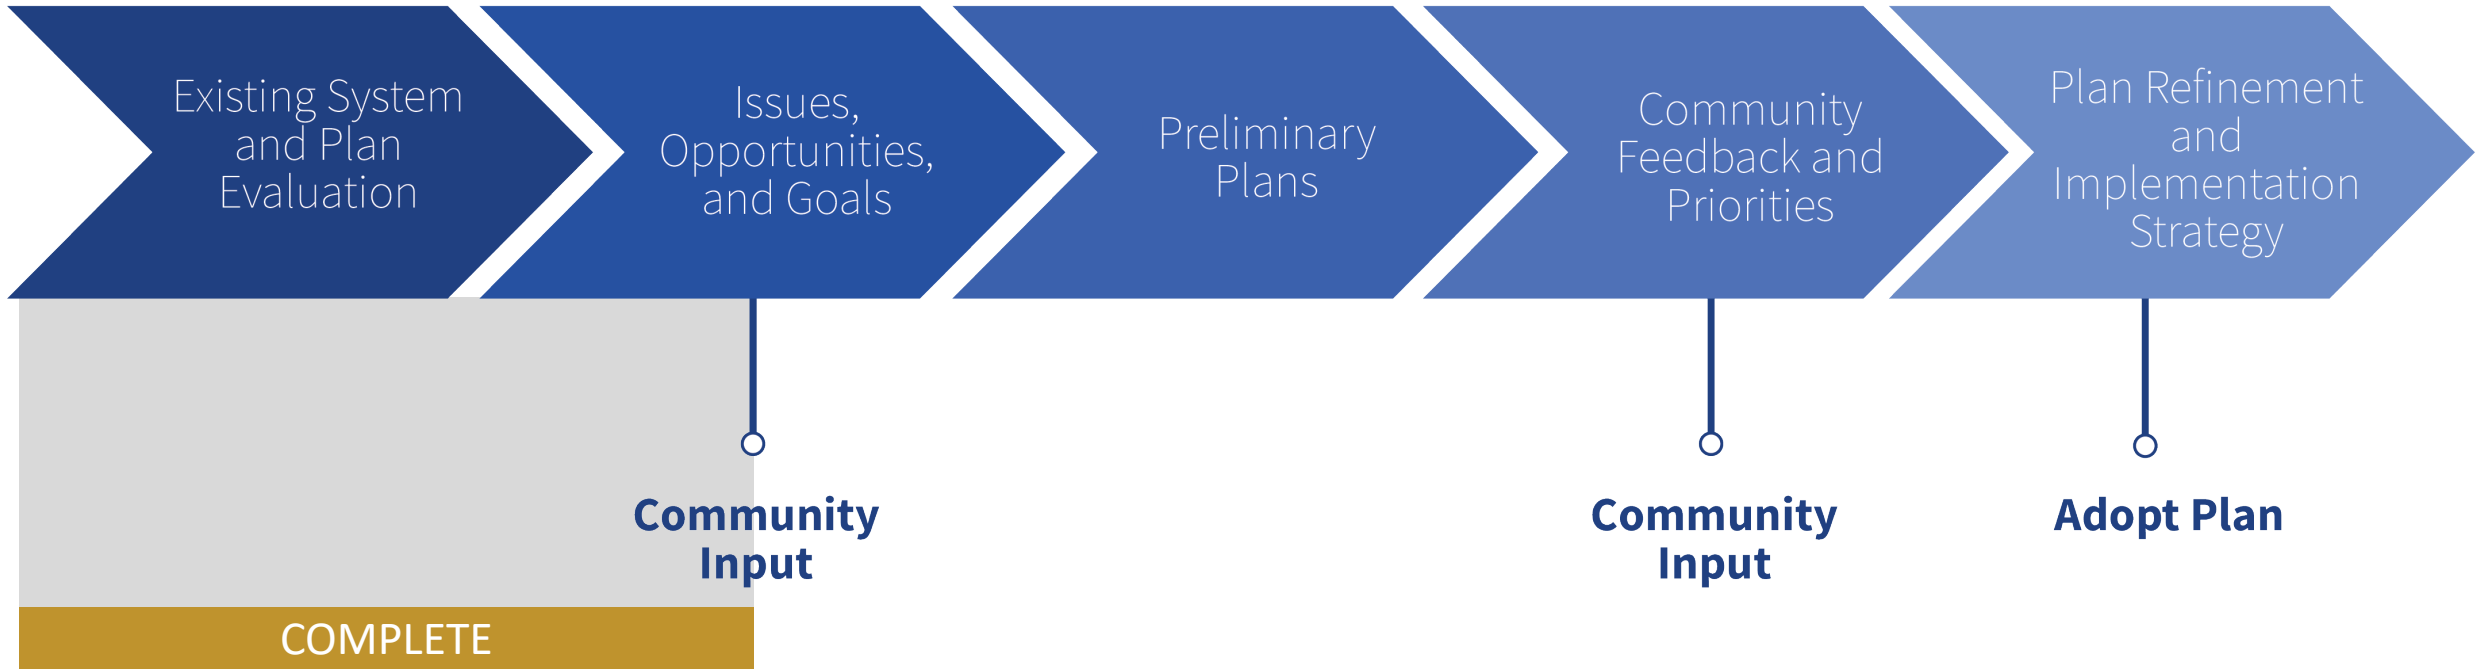 Existing System
and Plan
Evaluation
Issues,
Opportunities,
and Goals
Preliminary
Plans
Community
Feedback and
Priorities
Plan Refinement
and
Implementation
Strategy
Community
Input
Community
Input
Adopt Plan
COMPLETE